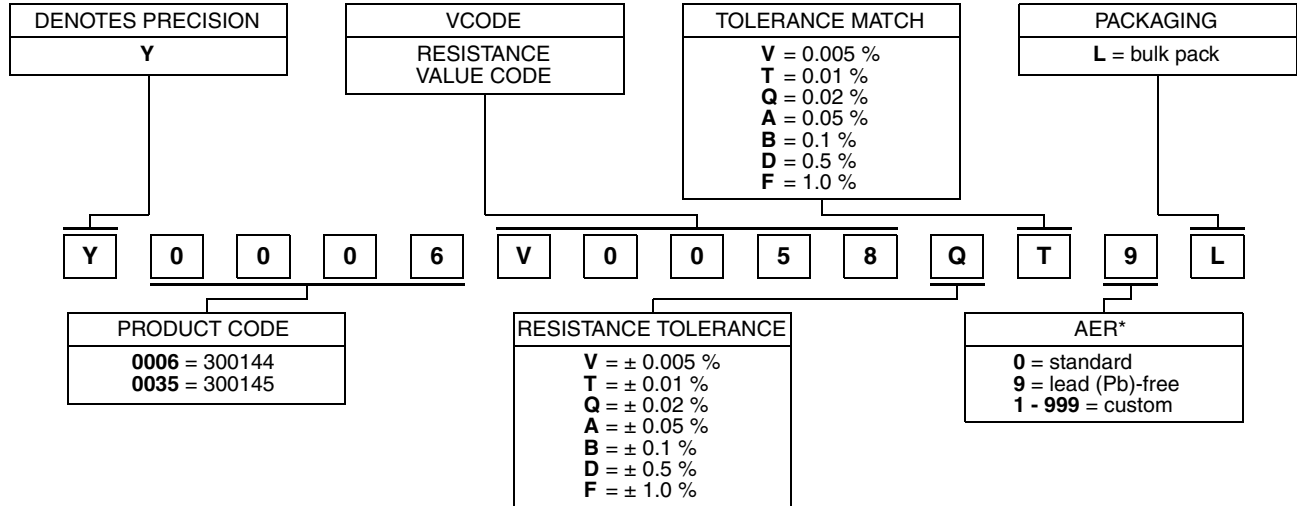 DENOTES PRECISION
Y
VCODE
RESISTANCE
VALUE CODE
TOLERANCE MATCH
V = 0.005 %
T = 0.01 %
Q = 0.02 %
A = 0.05 %
B = 0.1 %
D = 0.5 %
F = 1.0 %
PACKAGING
L = bulk pack
Y 0 0 0 6 V 0 0 5 8 Q T 9 L
PRODUCT CODE
0006 = 300144
0035 = 300145
RESISTANCE TOLERANCE
V = ± 0.005 %
T = ± 0.01 %
Q = ± 0.02 %
A = ± 0.05 %
B = ± 0.1 %
D = ± 0.5 %
F = ± 1.0 %
AER*
0 = standard
9 = lead (Pb)-free
1 - 999 = custom